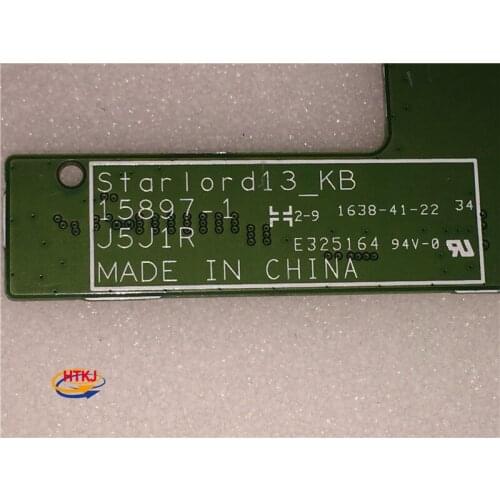 Starlord13_KB
15897-1 2-9 1638-41-22 34
J5J1R E325164 94V-0
MADE IN CHINA
HTKJ